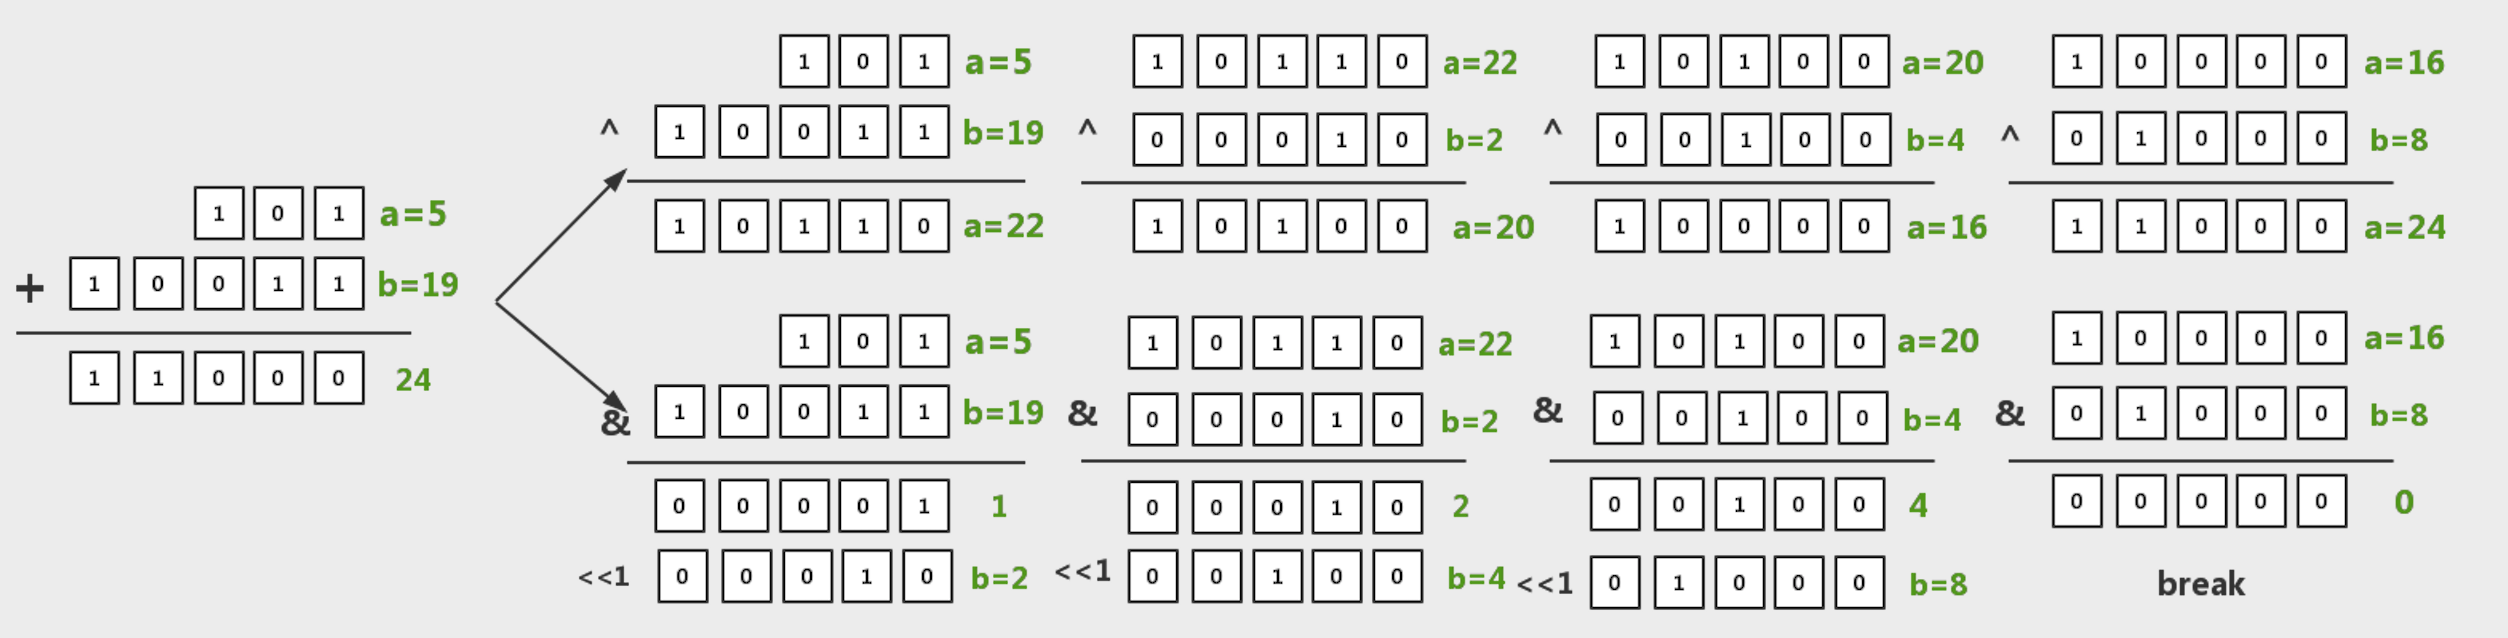 1 0 1 a=5
+ 1 0 0 1 1 b=19
1 1 0 0 0 24
1 0 1 a=5
^ 1 0 0 1 1 b=19
1 0 1 1 0 a=22
1 0 1 a=5
& 1 0 0 1 1 b=19
0 0 0 0 1 1
<<1 0 0 0 1 0 b=2
1 0 1 1 0 a=22
^ 0 0 0 1 0 b=2
1 0 1 0 0 a=20
1 0 1 1 0 a=22
& 0 0 0 1 0 b=2
0 0 0 1 0 2
<<1 0 0 1 0 0 b=4
1 0 1 0 0 a=20
^ 0 0 1 0 0 b=4
1 0 0 0 0 a=16
1 0 1 0 0 a=20
& 0 0 1 0 0 b=4
0 0 1 0 0 4
<<1 0 1 0 0 0 b=8
1 0 0 0 0 a=16
^ 0 1 0 0 0 b=8
1 1 0 0 0 a=24
1 0 0 0 0 a=16
& 0 1 0 0 0 b=8
0 0 0 0 0 0
break